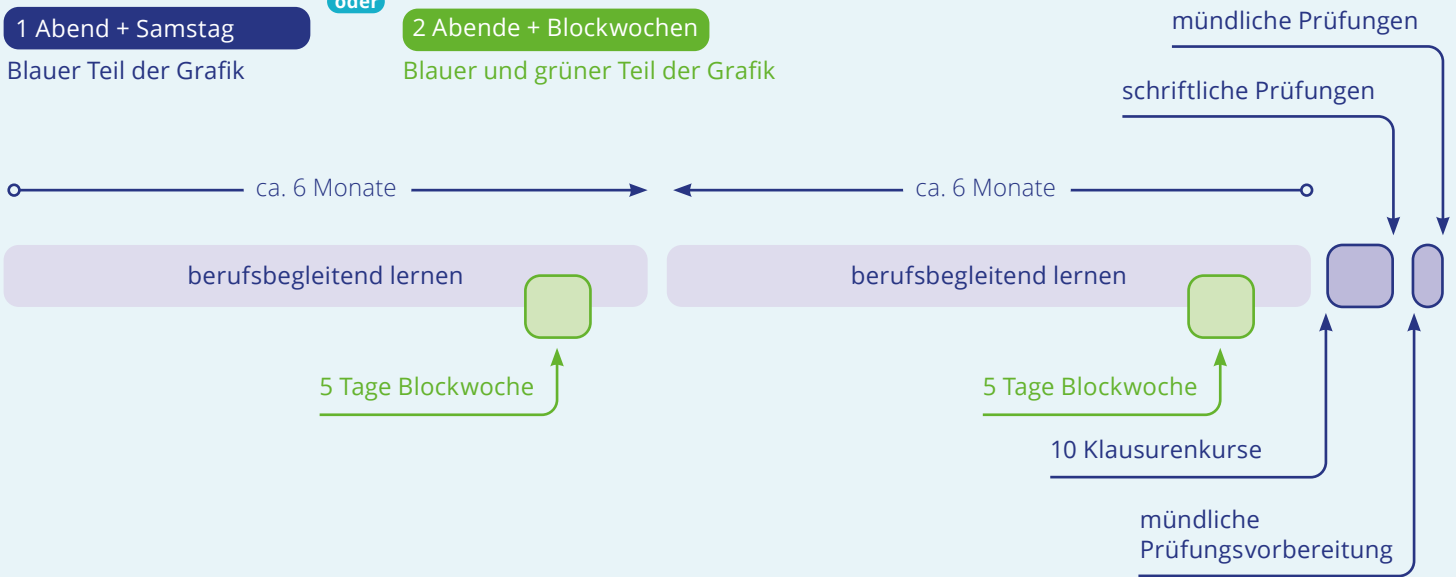 oder
1 Abend + Samstag
2 Abende + Blockwochen
Blauer Teil der Grafik
Blauer und grüner Teil der Grafik
mündliche Prüfungen
schriftliche Prüfungen
ca. 6 Monate
ca. 6 Monate
berufsbegleitend lernen
berufsbegleitend lernen
5 Tage Blockwoche
5 Tage Blockwoche
10 Klausurenkurse
mündliche
Prüfungsvorbereitung